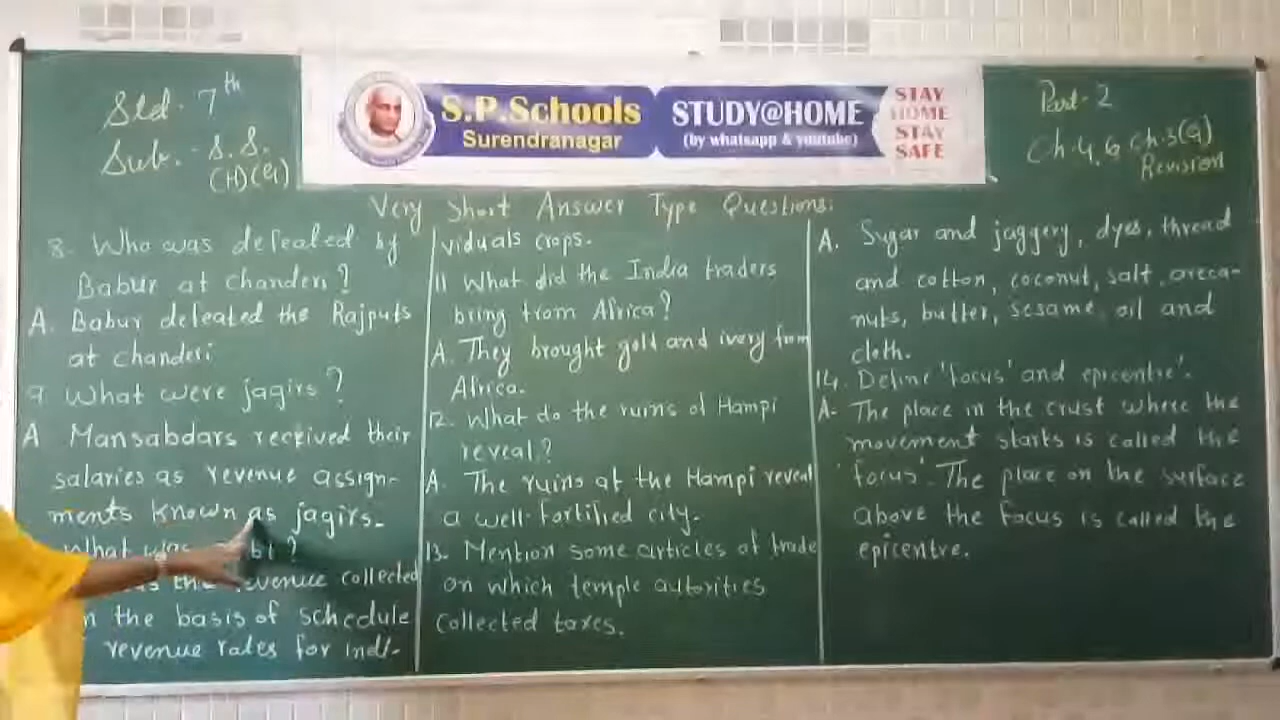 Std. 7th
Sub. - S.S.
(H) (G)
S.P.Schools
Surendranagar
STUDY@HOME
(by whatsapp & youtube)
STAY
HOME
STAY
SAFE
Part - 2
Ch. 4, 6 Ch. 3 (G)
Revision
Very Short Answer Type Questions:
8. Who was defeated by
Babur at chanderi?
A. Babur defeated the Rajputs
at chanderi
9. What were jagirs?
A Mansabdars received their
salaries as revenue assign-
ments known as jagirs.
What was
the revenue collected
on the basis of schedule
revenue rates for indi-
viduals crops.
11 What did the India traders
bring from Africa?
A. They brought gold and ivery from
Africa.
12. What do the ruins of Hampi
reveal?
A. The ruins at the Hampi reveal
a well-fortified city.
13. Mention some articles of trade
on which temple autorities
collected taxes.
A. Sugar and jaggery, dyes, thread
and cotton, coconut, salt, areca-
nuts, butter, sesame, oil and
cloth.
14. Define 'focus' and epicentre'.
A- The place in the crust where the
movement starts is called the
'focus'. The place on the surface
above the focus is called the
epicentre.